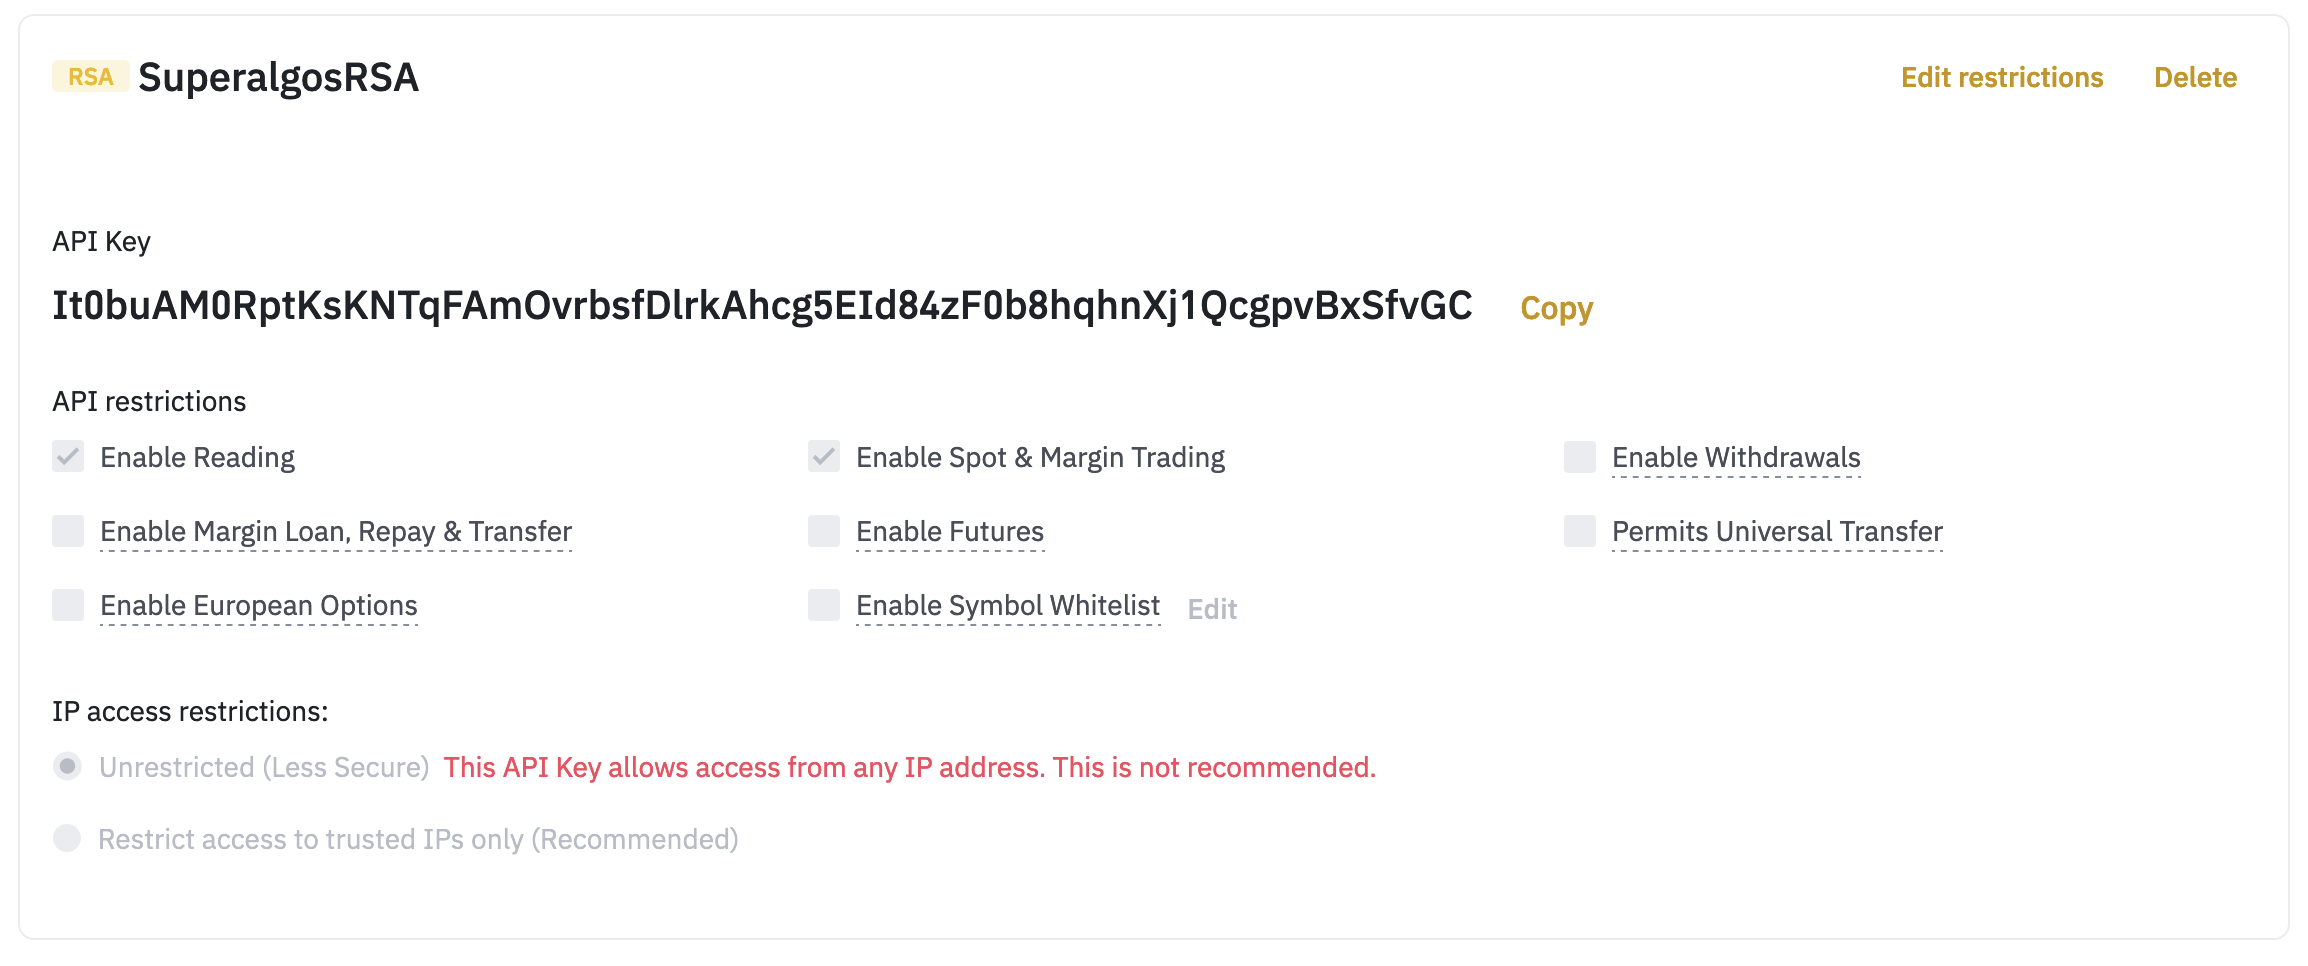 RSA SuperalgosRSA Edit restrictions Delete
API Key
It0buAM0RptKsKNTqFAmOvrbsfDlrkAhcg5EId84zF0b8hqhnXj1QcgpvBxSfvGC Copy
API restrictions
Enable Reading Enable Spot & Margin Trading Enable Withdrawals
Enable Margin Loan, Repay & Transfer Enable Futures Permits Universal Transfer
Enable European Options Enable Symbol Whitelist Edit
IP access restrictions:
Unrestricted (Less Secure) This API Key allows access from any IP address. This is not recommended.
Restrict access to trusted IPs only (Recommended)